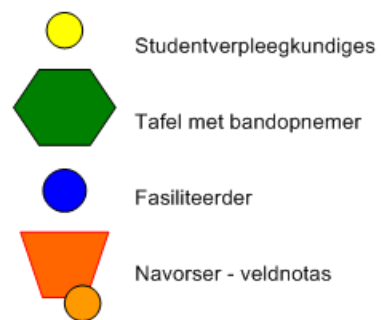 Studentverpleegkundiges
Tafel met bandopnemer
Fasiliteerder
Navorser - veldnotas